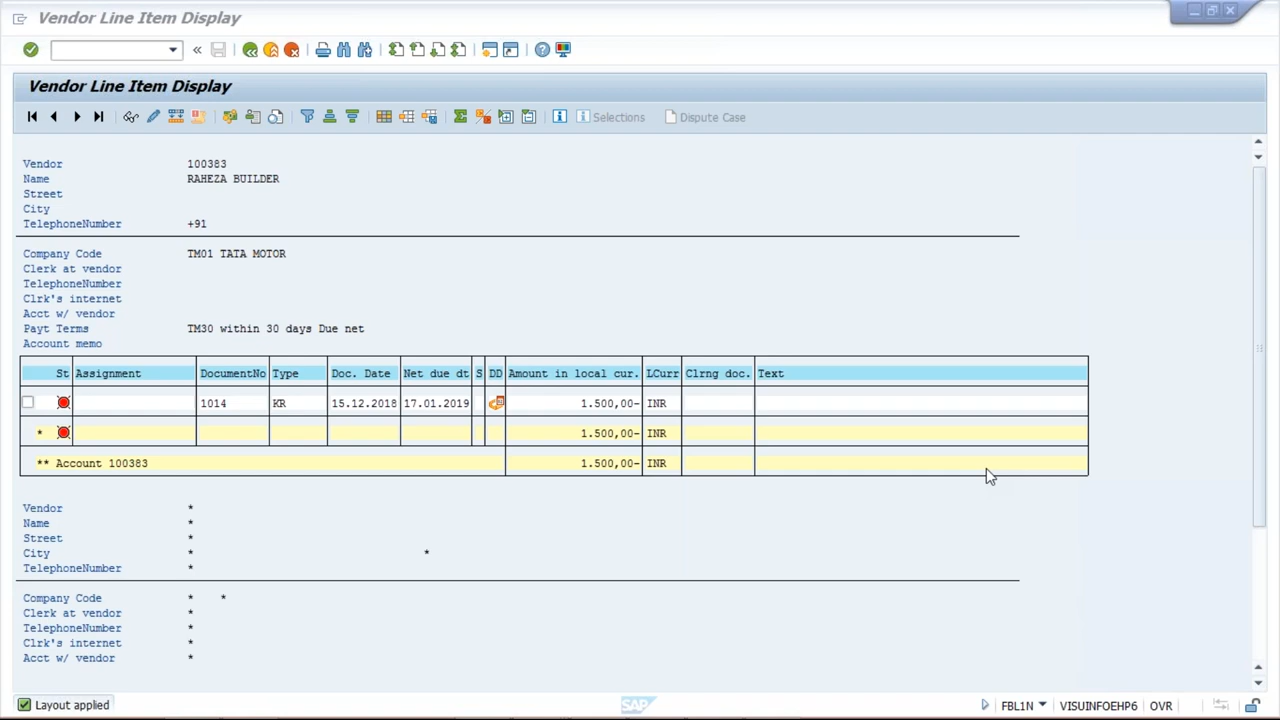 Vendor Line Item Display
Vendor Line Item Display
Selections Dispute Case
Vendor 100383
Name RAHEZA BUILDER
Street
City
TelephoneNumber +91
Company Code TM01 TATA MOTOR
Clerk at vendor
TelephoneNumber
Clrk's internet
Acct w/ vendor
Payt Terms TM30 within 30 days Due net
Account memo
St Assignment DocumentNo Type Doc. Date Net due dt S DD Amount in local cur. LCurr Clrng doc. Text
1014 KR 15.12.2018 17.01.2019 1.500,00- INR
* 1.500,00- INR
** Account 100383 1.500,00- INR
Vendor *
Name *
Street *
City * *
TelephoneNumber *
Company Code * *
Clerk at vendor *
TelephoneNumber *
Clrk's internet *
Acct w/ vendor *
Layout applied SAP FBL1N VISUINFOEHP6 OVR